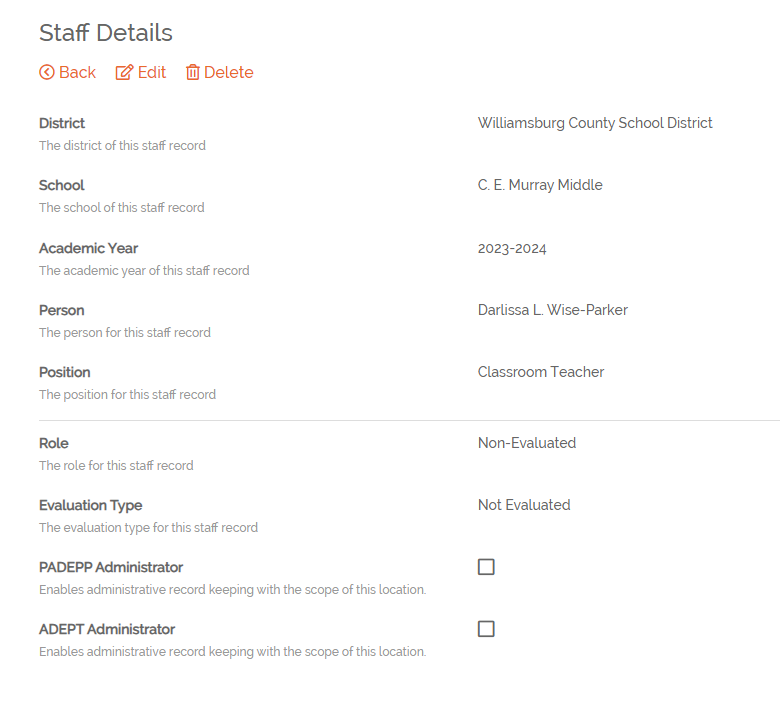 Staff Details
Back Edit Delete
District Williamsburg County School District
The district of this staff record
School C. E. Murray Middle
The school of this staff record
Academic Year 2023-2024
The academic year of this staff record
Person Darlissa L. Wise-Parker
The person for this staff record
Position Classroom Teacher
The position for this staff record
Role Non-Evaluated
The role for this staff record
Evaluation Type Not Evaluated
The evaluation type for this staff record
PADEPP Administrator
Enables administrative record keeping with the scope of this location.
ADEPT Administrator
Enables administrative record keeping with the scope of this location.